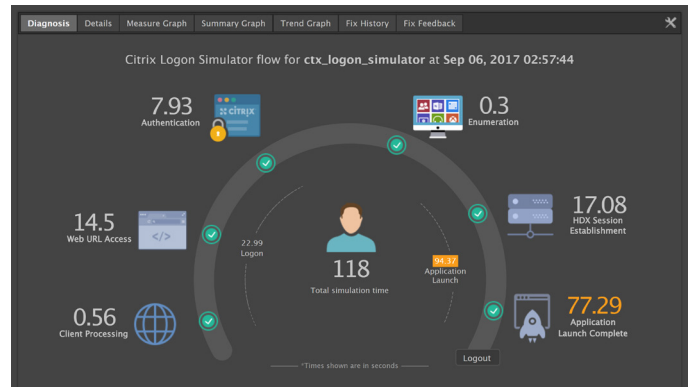 Diagnosis Details Measure Graph Summary Graph Trend Graph Fix History Fix Feedback
Citrix Logon Simulator flow for ctx_logon_simulator at Sep 06, 2017 02:57:44
7.93
Authentication
CITRIX
0.3
Enumeration
14.5
Web URL Access
</>
22.99
Logon
118
Total simulation time
94.37
Application
Launch
17.08
HDX Session
Establishment
0.56
Client Processing
77.29
Application
Launch Complete
Logout
*Times shown are in seconds